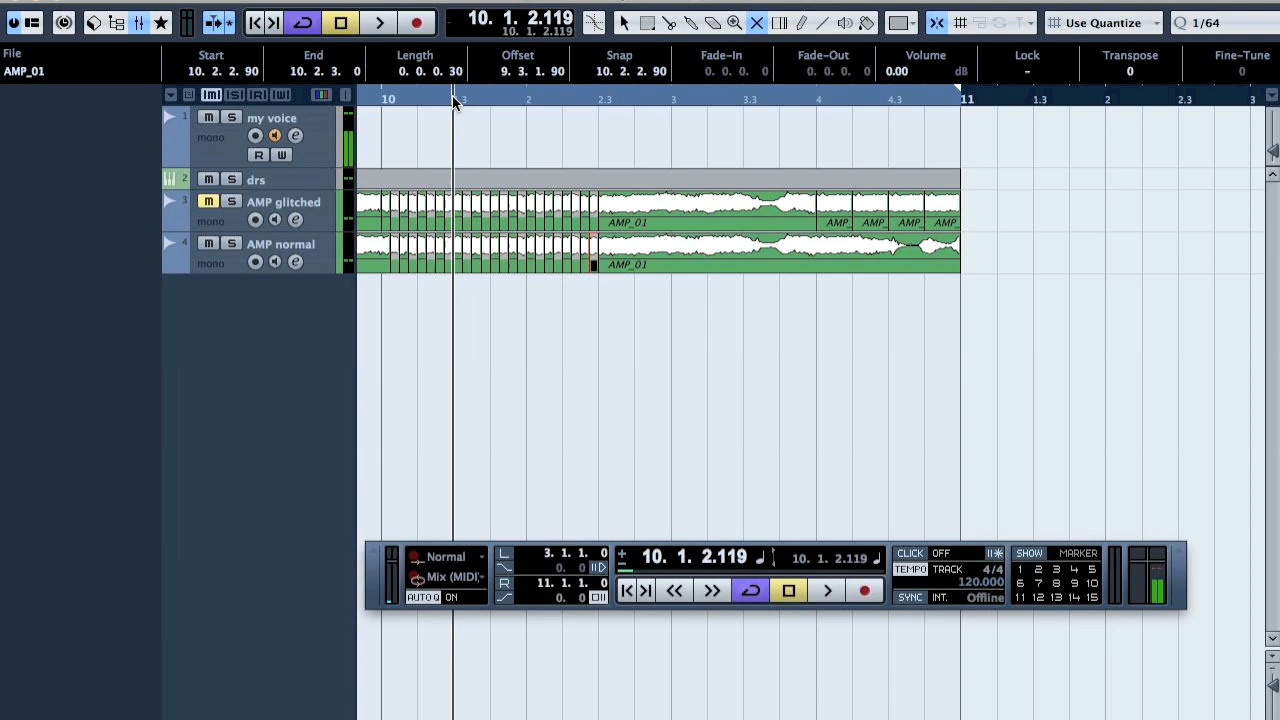 10. 1. 2.119
10. 1. 2.119
Use Quantize
Q 1/64
File
Start
End
Length
Offset
Snap
Fade-In
Fade-Out
Volume
Lock
Transpose
Fine-Tune
AMP_01
10. 2. 2. 90
10. 2. 3. 0
0. 0. 0. 30
9. 3. 1. 90
10. 2. 2. 90
0. 0. 0. 0
0. 0. 0. 0
0.00
dB
-
0
0
M
S
R
W
10
3
2
2.3
3
3.3
4
4.3
11
1.3
2
2.3
3
1
m
S
my voice
mono
e
R
W
2
m
S
drs
3
m
S
AMP glitched
mono
e
AMP_01
AMP_
AMP_
AMP_
AMP_
4
m
S
AMP normal
mono
e
AMP_01
Normal
Mix (MIDI
AUTO Q ON
L 3. 1. 1. 0
0. 0
R 11. 1. 1. 0
0. 0
10. 1. 2.119
10. 1. 2.119
CLICK OFF
TEMPO TRACK 4/4
120.000
SYNC INT. Offline
SHOW MARKER
1 2 3 4 5
6 7 8 9 10
11 12 13 14 15